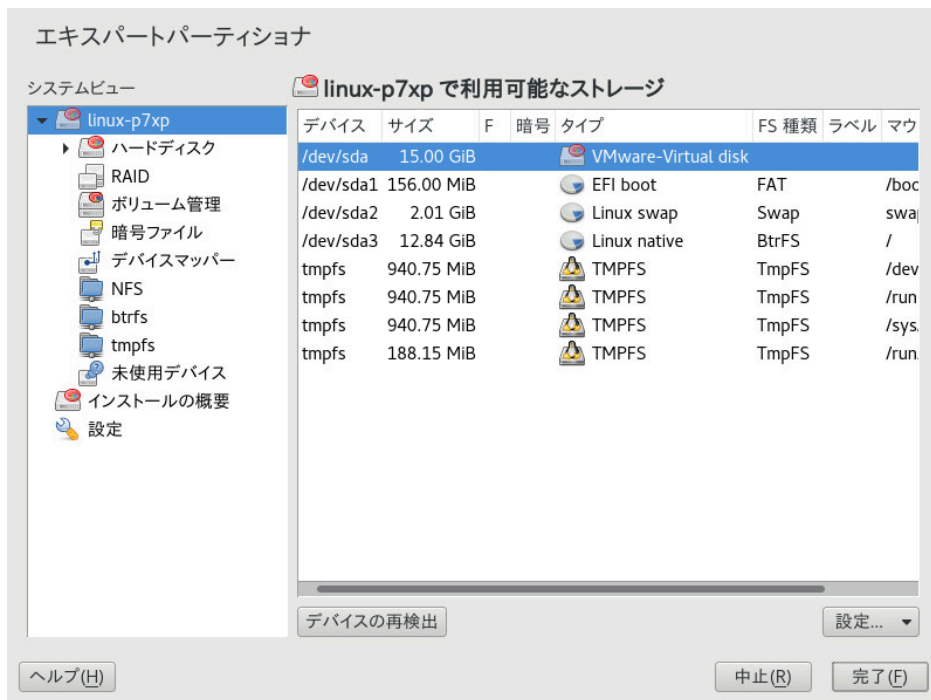 エキスパートパーティショナ
システムビュー
linux-p7xp
ハードディスク
RAID
ボリューム管理
暗号ファイル
デバイスマッパー
NFS
btrfs
tmpfs
未使用デバイス
インストールの概要
設定
linux-p7xp で利用可能なストレージ
デバイス サイズ F 暗号 タイプ FS 種類 ラベル マウ
/dev/sda 15.00 GiB VMware-Virtual disk
/dev/sda1 156.00 MiB EFI boot FAT /boo
/dev/sda2 2.01 GiB Linux swap Swap swa
/dev/sda3 12.84 GiB Linux native BtrFS /
tmpfs 940.75 MiB TMPFS TmpFS /dev
tmpfs 940.75 MiB TMPFS TmpFS /run
tmpfs 940.75 MiB TMPFS TmpFS /sys
tmpfs 188.15 MiB TMPFS TmpFS /run
デバイスの再検出
設定...
ヘルプ(H)
中止(R)
完了(F)